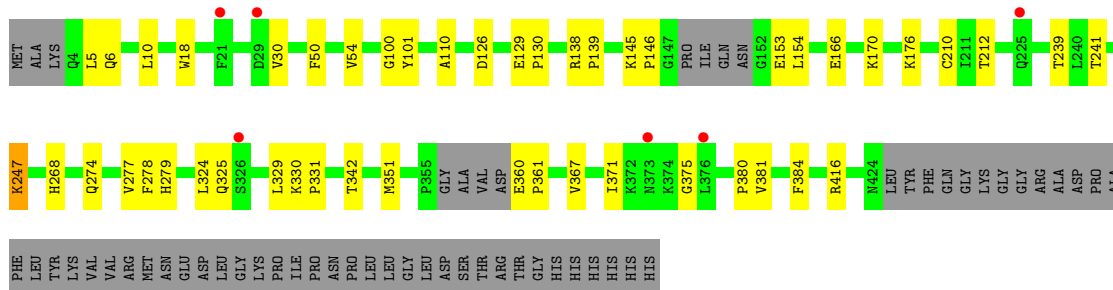 MET ALA LYS Q4 L5 Q6 L10 W18 F21 D29 V30 F50 V54 G100 Y101 A110 D126 E129 P130 R138 P139 K145 P146 G147 PRO ILE GLN ASN G152 E153 L154 E166 K170 K176 C210 I211 T212 Q225 T239 L240 T241
K247 H268 Q274 V277 F278 H279 L324 Q325 S326 L329 K330 P331 T342 M351 P355 GLY ALA VAL ASP E360 P361 V367 I371 K372 N373 K374 G375 L376 P380 V381 F384 R416 N424 LEU TYR PHE GLN GLY LYS GLY GLY ARG ALA ASP PRO ALA
PHE LEU TYR LYS VAL VAL ARG MET ASN GLU ASP LEU GLY LYS PRO ILE PRO ASN PRO LEU LEU GLY LEU ASP SER THR ARG THR GLY HIS HIS HIS HIS HIS HIS